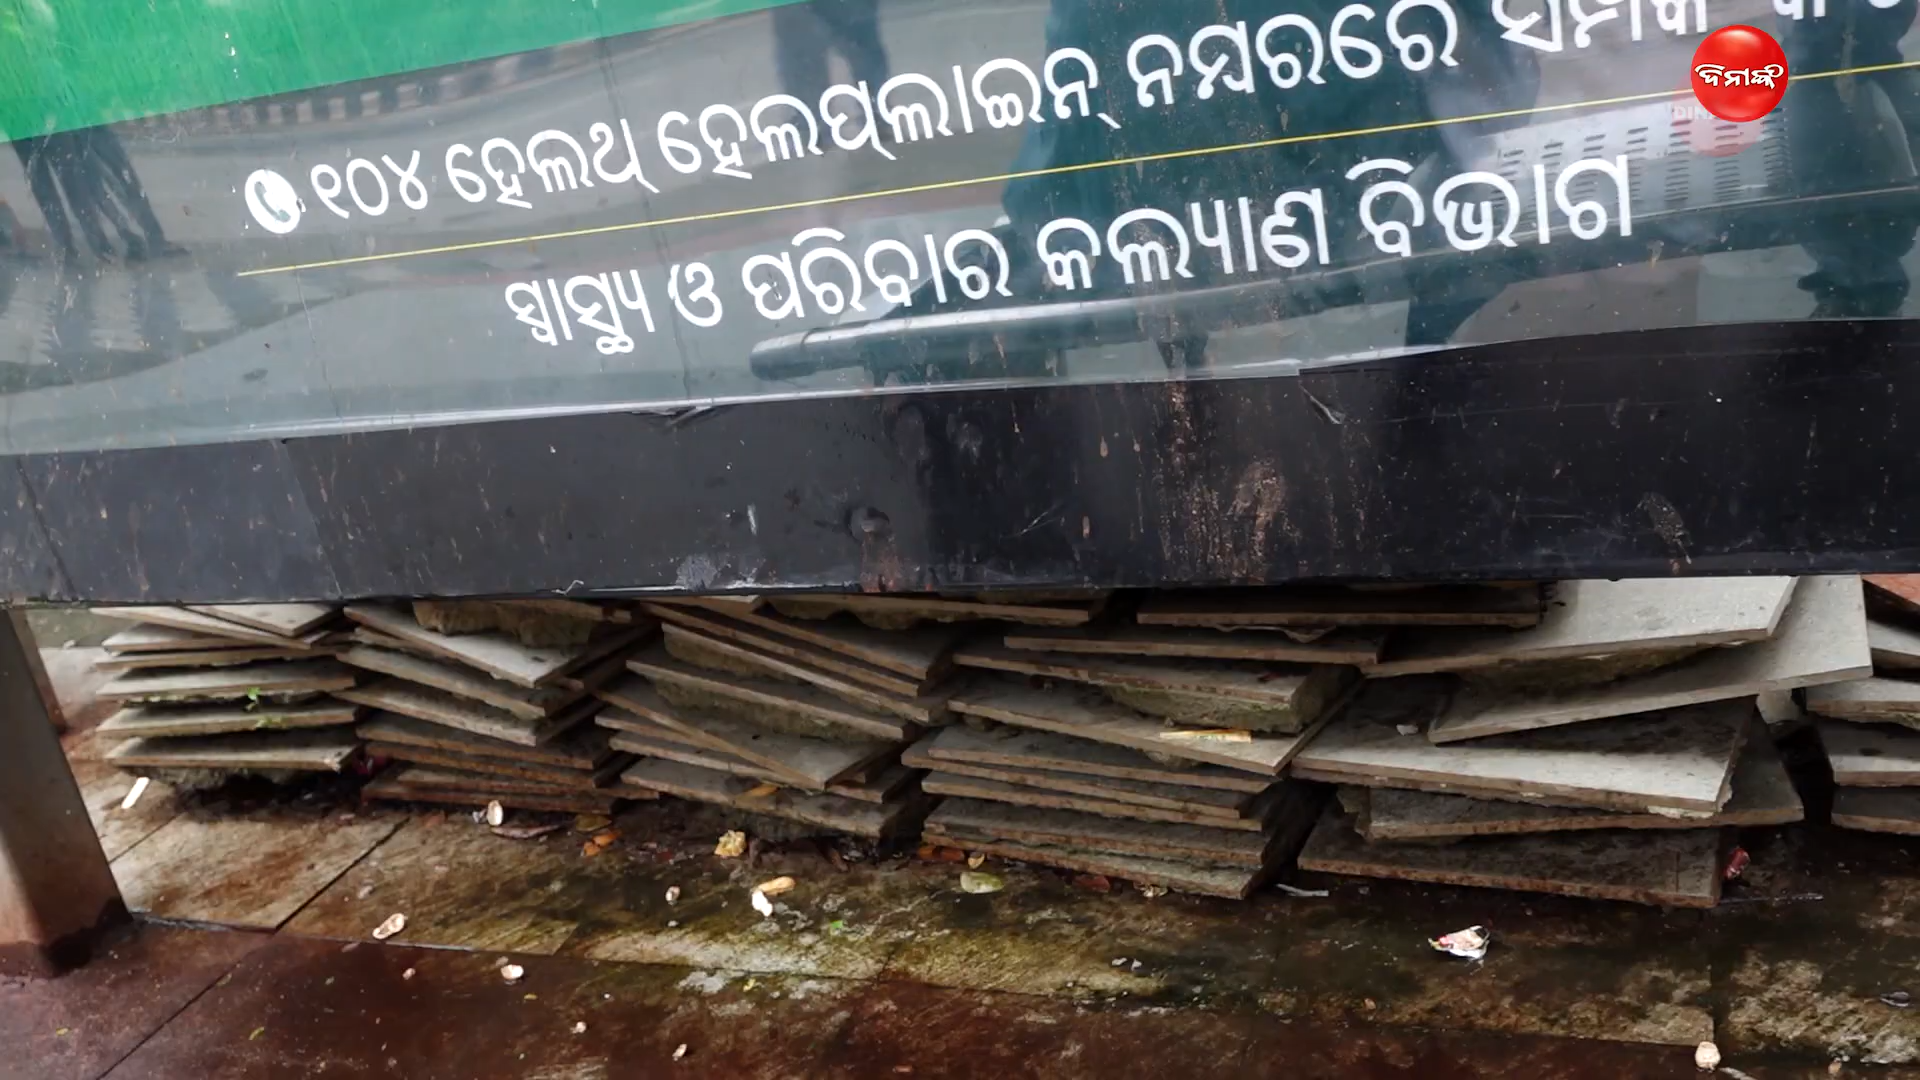 ୧୦୪ ହେଲଥ୍ ହେଲପ୍‌ଲାଇନ୍ ନମ୍ବରରେ
ସ୍ୱାସ୍ଥ୍ୟ ଓ ପରିବାର କଲ୍ୟାଣ ବିଭାଗ
ଦିନାଙ୍କ